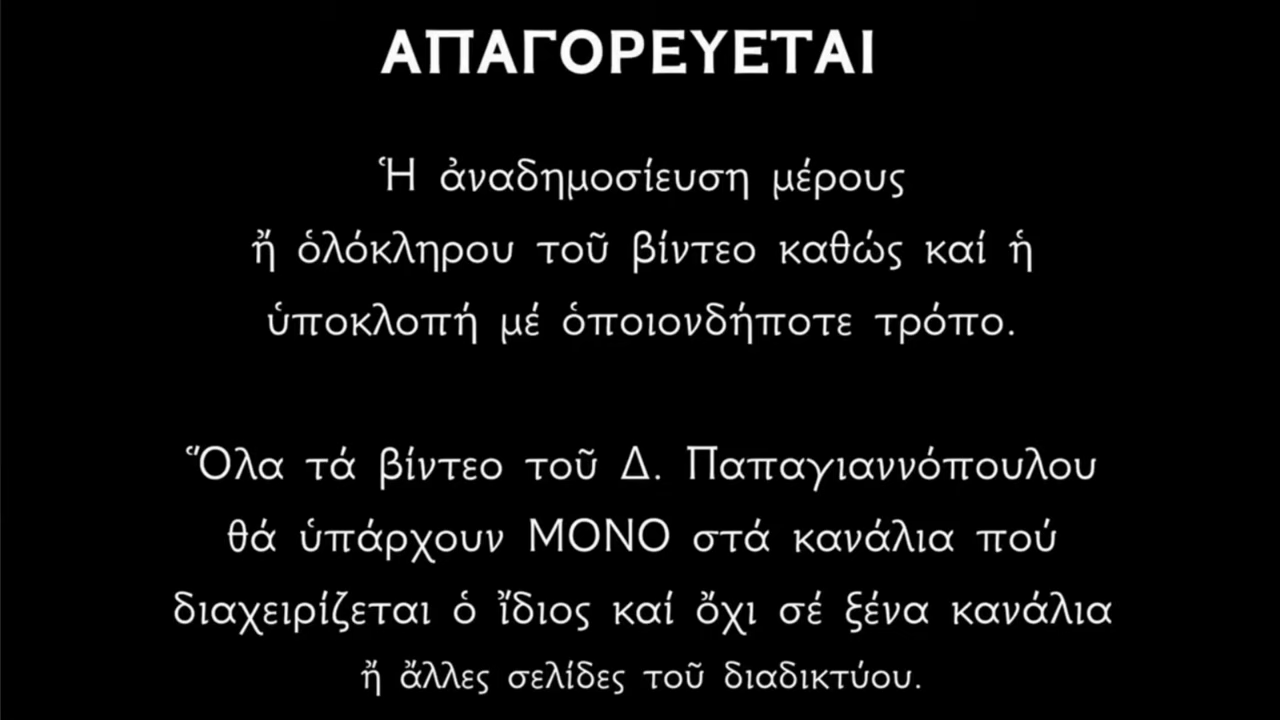 ΑΠΑΓΟΡΕΥΕΤΑΙ
Ἡ ἀναδημοσίευση μέρους
ἤ ὁλόκληρου τοῦ βίντεο καθώς καί ἡ
ὑποκλοπή μέ ὁποιονδήποτε τρόπο.
Ὅλα τά βίντεο τοῦ Δ. Παπαγιαννόπουλου
θά ὑπάρχουν ΜΟΝΟ στά κανάλια πού
διαχειρίζεται ὁ ἴδιος καί ὄχι σέ ξένα κανάλια
ἤ ἄλλες σελίδες τοῦ διαδικτύου.